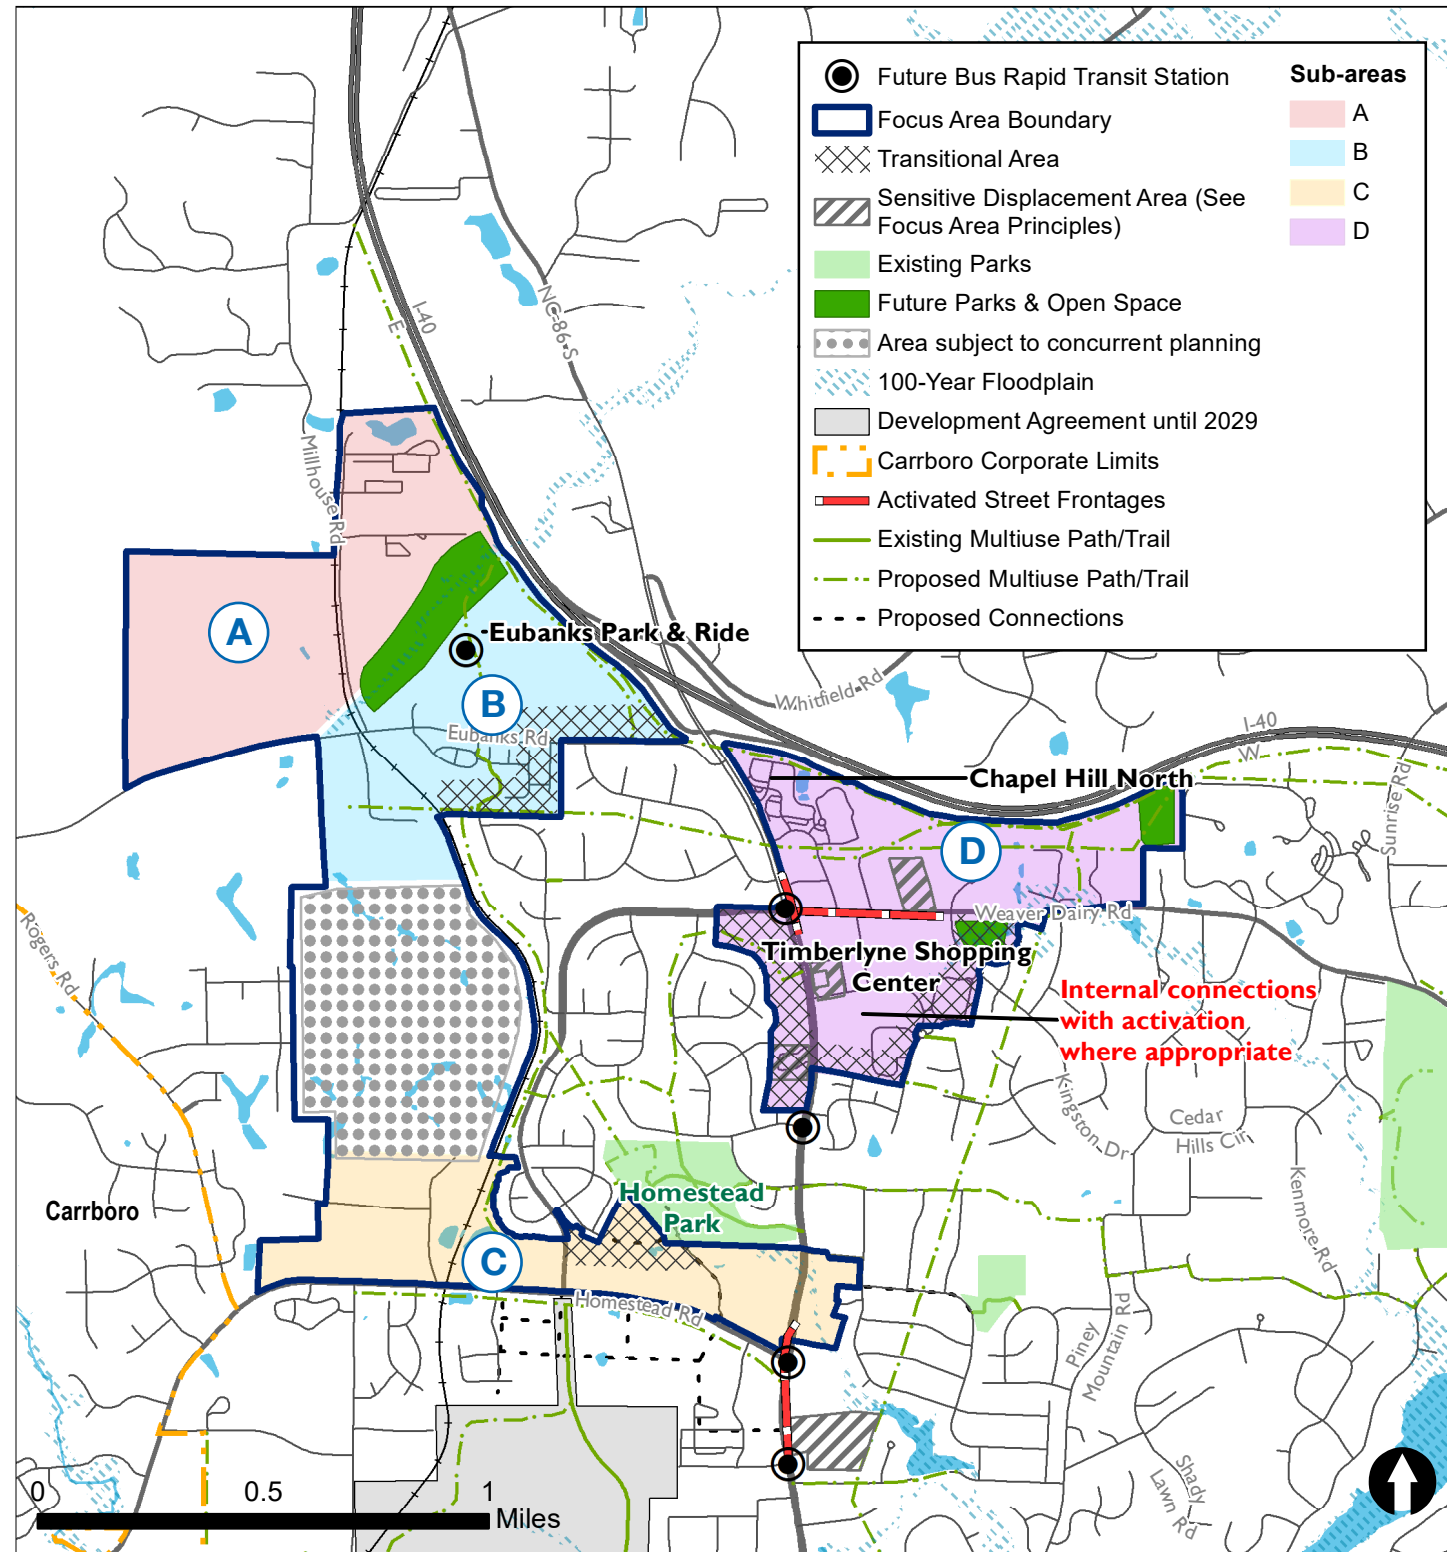 Future Bus Rapid Transit Station
Focus Area Boundary
Transitional Area
Sensitive Displacement Area (See
Focus Area Principles)
Existing Parks
Future Parks & Open Space
Area subject to concurrent planning
100-Year Floodplain
Development Agreement until 2029
Carrboro Corporate Limits
Activated Street Frontages
Existing Multiuse Path/Trail
Proposed Multiuse Path/Trail
Proposed Connections
Sub-areas
A
B
C
D
I-40
E
NC-86 S
Millhouse Rd
A
Eubanks Park & Ride
B
Eubanks Rd
Whitfield Rd
I-40
W
Chapel Hill North
Sunrise Rd
D
Weaver Dairy Rd
Rogers Rd
Timberlyne Shopping
Center
Internal connections
with activation
where appropriate
Kingston Dr
Cedar
Hills Cir
Kenmore Rd
Carrboro
Homestead
Park
C
Homestead Rd
Piney
Mountain Rd
Shady
Lawn Rd
0
0.5
1
Miles